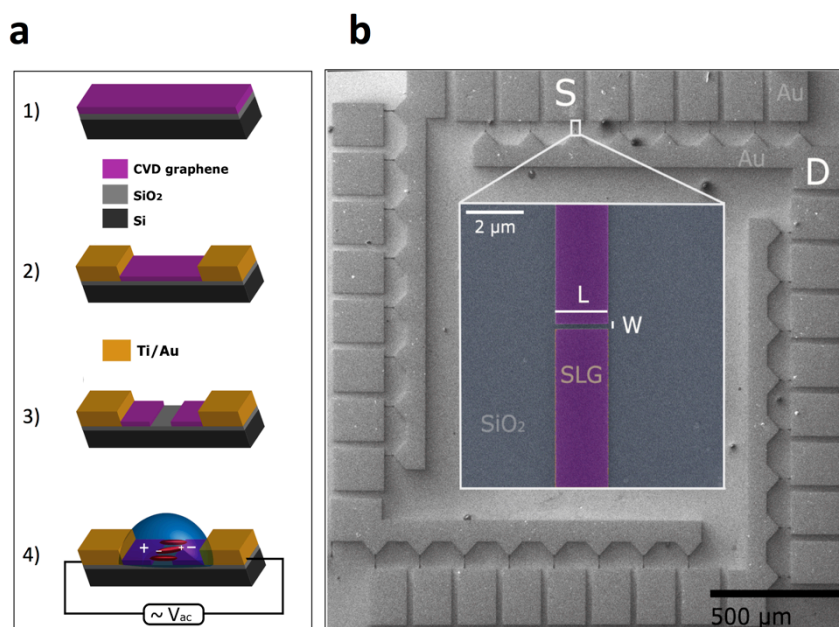 a
1)
CVD graphene
SiO₂
Si
2)
Ti/Au
3)
4)
+ - + -
~ Vac
b
S
Au
Au
D
2 µm
L
W
SLG
SiO₂
500 µm